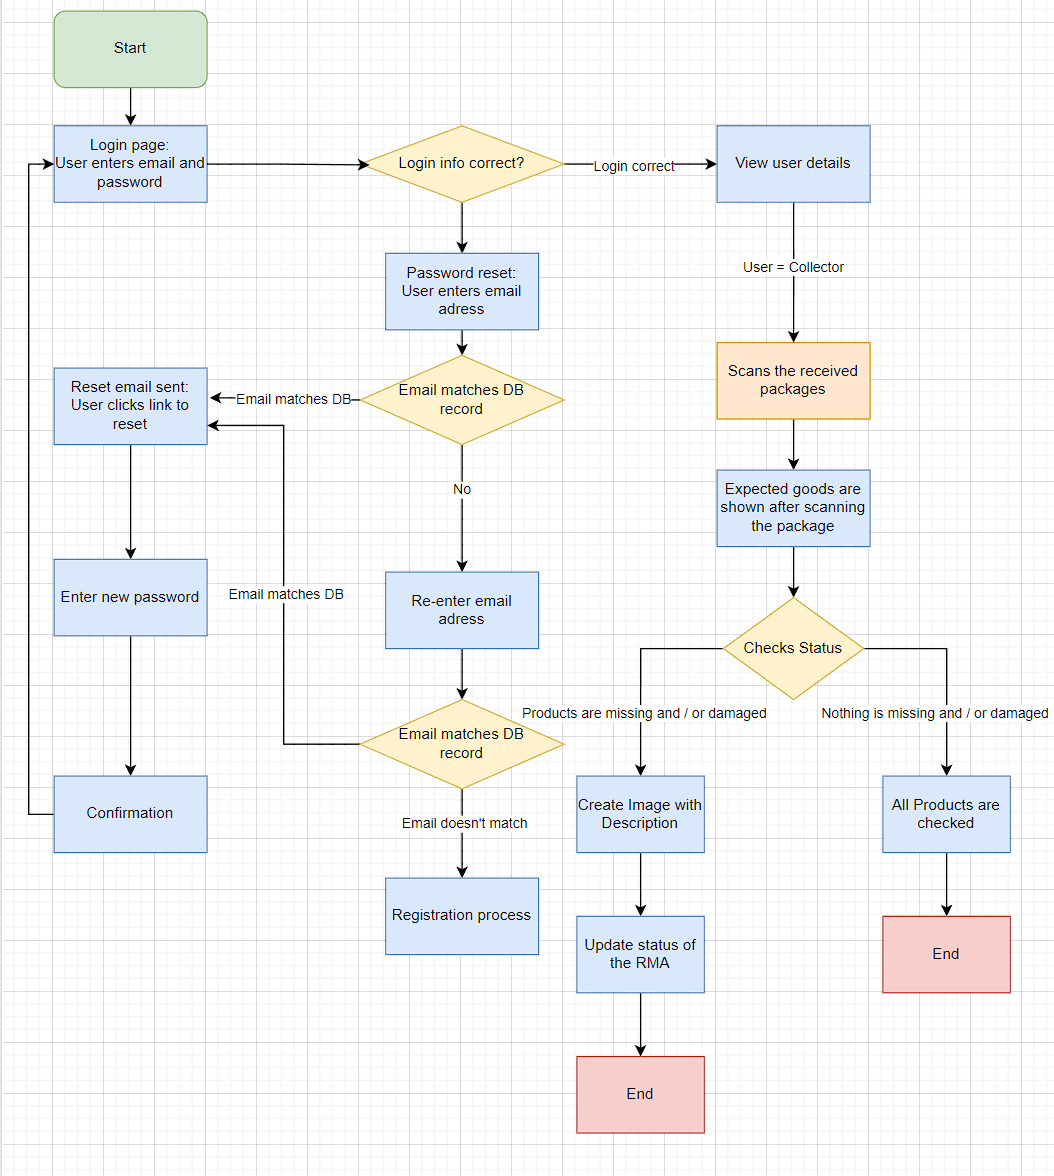 Start
Login page:
User enters email and
password
Login info correct?
Login correct
View user details
Password reset:
User enters email
adress
User = Collector
Reset email sent:
User clicks link to
reset
Email matches DB
Email matches DB
record
Scans the received
packages
No
Expected goods are
shown after scanning
the package
Enter new password
Email matches DB
Re-enter email
adress
Checks Status
Email matches DB
record
Products are missing and / or damaged
Nothing is missing and / or damaged
Confirmation
Email doesn't match
Create Image with
Description
All Products are
checked
Registration process
Update status of
the RMA
End
End